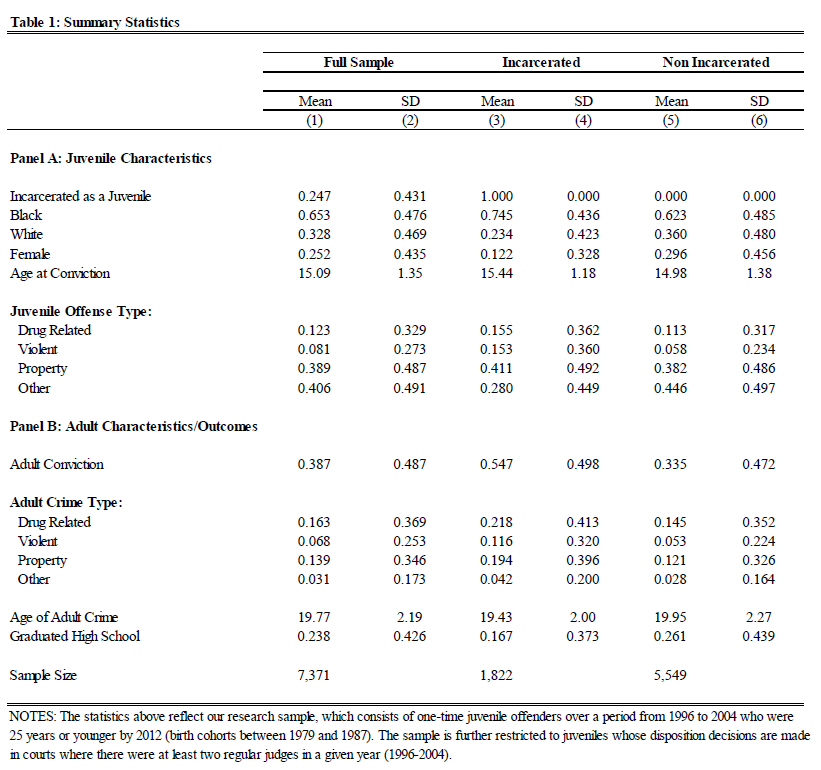 Table 1: Summary Statistics
Full Sample Incarcerated Non Incarcerated
Mean SD Mean SD Mean SD
(1) (2) (3) (4) (5) (6)
Panel A: Juvenile Characteristics
Incarcerated as a Juvenile 0.247 0.431 1.000 0.000 0.000 0.000
Black 0.653 0.476 0.745 0.436 0.623 0.485
White 0.328 0.469 0.234 0.423 0.360 0.480
Female 0.252 0.435 0.122 0.328 0.296 0.456
Age at Conviction 15.09 1.35 15.44 1.18 14.98 1.38
Juvenile Offense Type:
Drug Related 0.123 0.329 0.155 0.362 0.113 0.317
Violent 0.081 0.273 0.153 0.360 0.058 0.234
Property 0.389 0.487 0.411 0.492 0.382 0.486
Other 0.406 0.491 0.280 0.449 0.446 0.497
Panel B: Adult Characteristics/Outcomes
Adult Conviction 0.387 0.487 0.547 0.498 0.335 0.472
Adult Crime Type:
Drug Related 0.163 0.369 0.218 0.413 0.145 0.352
Violent 0.068 0.253 0.116 0.320 0.053 0.224
Property 0.139 0.346 0.194 0.396 0.121 0.326
Other 0.031 0.173 0.042 0.200 0.028 0.164
Age of Adult Crime 19.77 2.19 19.43 2.00 19.95 2.27
Graduated High School 0.238 0.426 0.167 0.373 0.261 0.439
Sample Size 7,371 1,822 5,549
NOTES: The statistics above reflect our research sample, which consists of one-time juvenile offenders over a period from 1996 to 2004 who were
25 years or younger by 2012 (birth cohorts between 1979 and 1987). The sample is further restricted to juveniles whose disposition decisions are made
in courts where there were at least two regular judges in a given year (1996-2004).